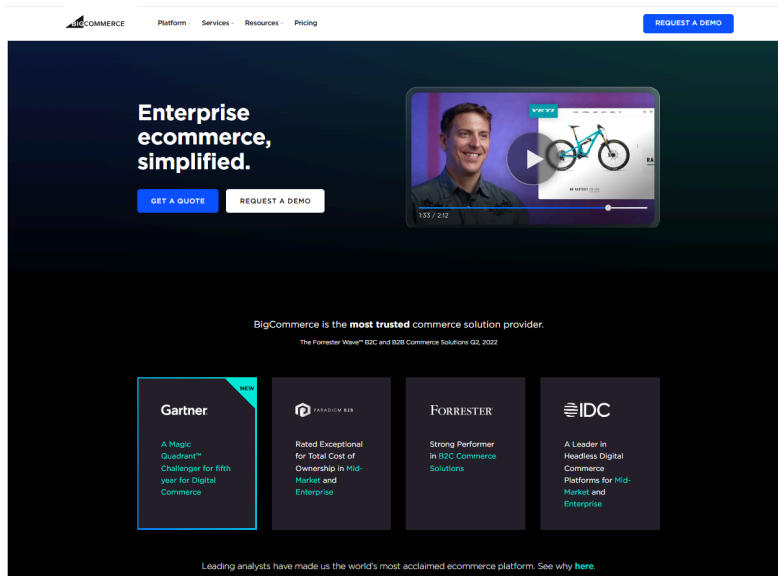 BIGCOMMERCE
Platform
Services
Resources
Pricing
REQUEST A DEMO
Enterprise
ecommerce,
simplified.
GET A QUOTE
REQUEST A DEMO
YETI
RA
1:33 / 2:12
BigCommerce is the most trusted commerce solution provider.
The Forrester Wave™ B2C and B2B Commerce Solutions Q2, 2022
NEW
Gartner
A Magic
Quadrant™
Challenger for fifth
year for Digital
Commerce
PARADIGM B2B
Rated Exceptional
for Total Cost of
Ownership in Mid-
Market and
Enterprise
FORRESTER
Strong Performer
in B2C Commerce
Solutions
IDC
A Leader in
Headless Digital
Commerce
Platforms for Mid-
Market and
Enterprise
Leading analysts have made us the world's most acclaimed ecommerce platform. See why here.